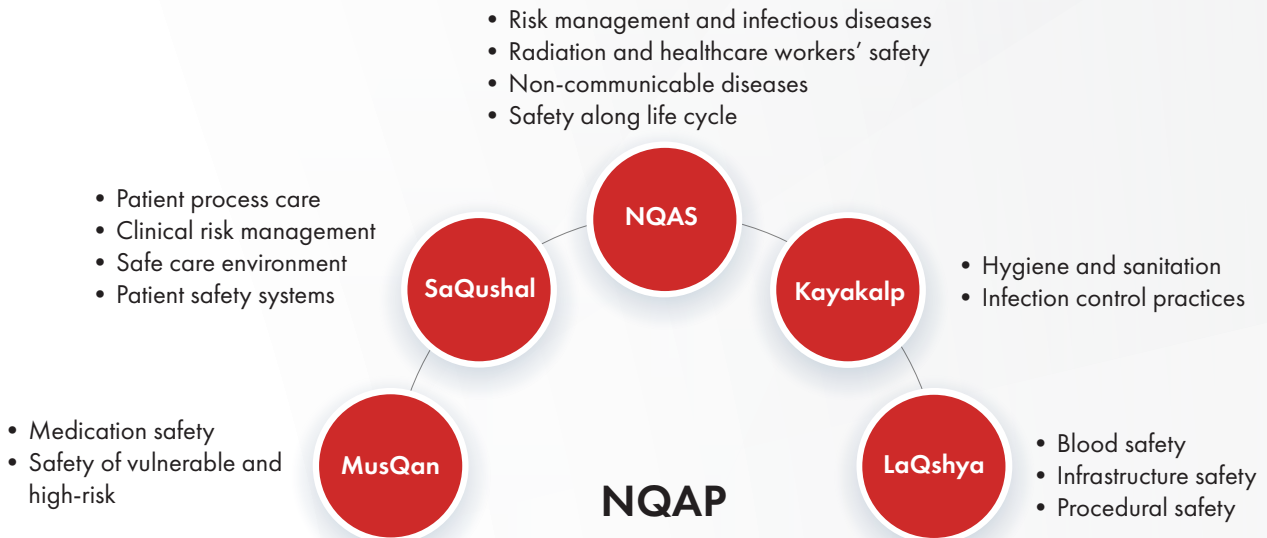 • Risk management and infectious diseases
• Radiation and healthcare workers’ safety
• Non-communicable diseases
• Safety along life cycle
NQAS
• Patient process care
• Clinical risk management
• Safe care environment
• Patient safety systems
SaQushal
Kayakalp
• Hygiene and sanitation
• Infection control practices
• Medication safety
• Safety of vulnerable and
high-risk
MusQan
NQAP
LaQshya
• Blood safety
• Infrastructure safety
• Procedural safety